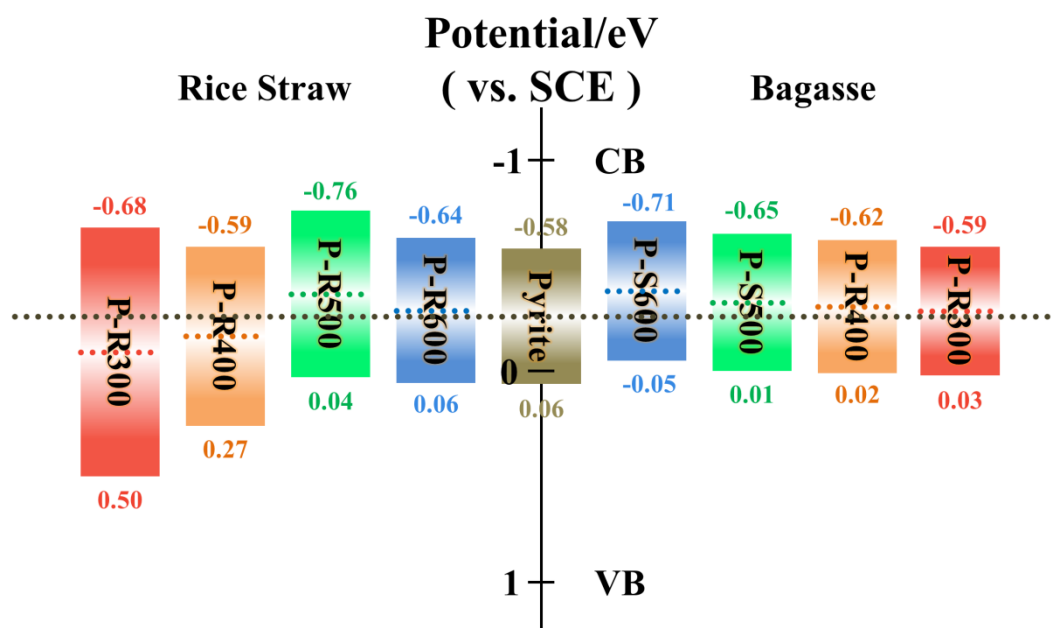 Potential/eV
( vs. SCE )
Rice Straw
Bagasse
-1
CB
-0.68
-0.59
-0.76
-0.64
-0.58
-0.71
-0.65
-0.62
-0.59
P-R300
P-R400
P-R500
P-R600
Pyrite
P-S600
P-S500
P-R400
P-R300
0
0.50
0.27
0.04
0.06
0.06
-0.05
0.01
0.02
0.03
1
VB